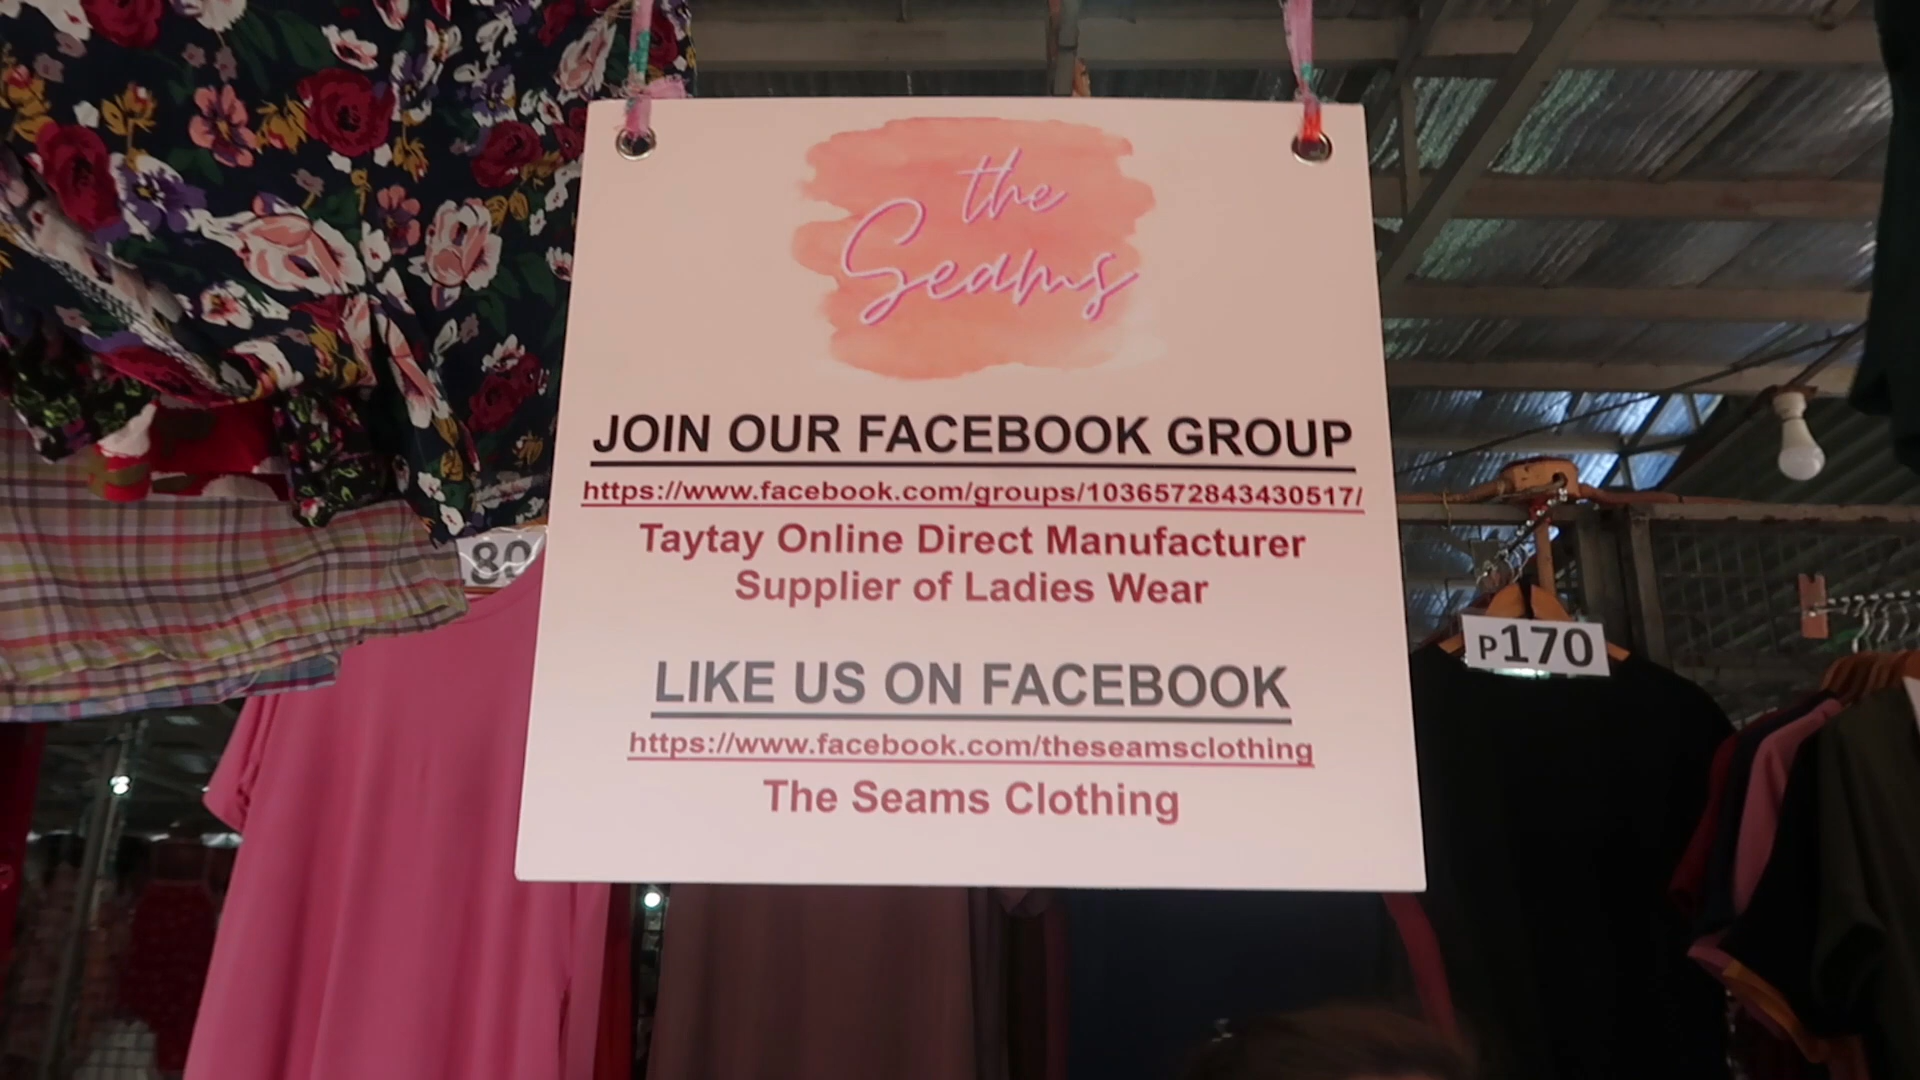 the
Seams
JOIN OUR FACEBOOK GROUP
https://www.facebook.com/groups/1036572843430517/
Taytay Online Direct Manufacturer
Supplier of Ladies Wear
LIKE US ON FACEBOOK
https://www.facebook.com/theseamsclothing
The Seams Clothing
P170